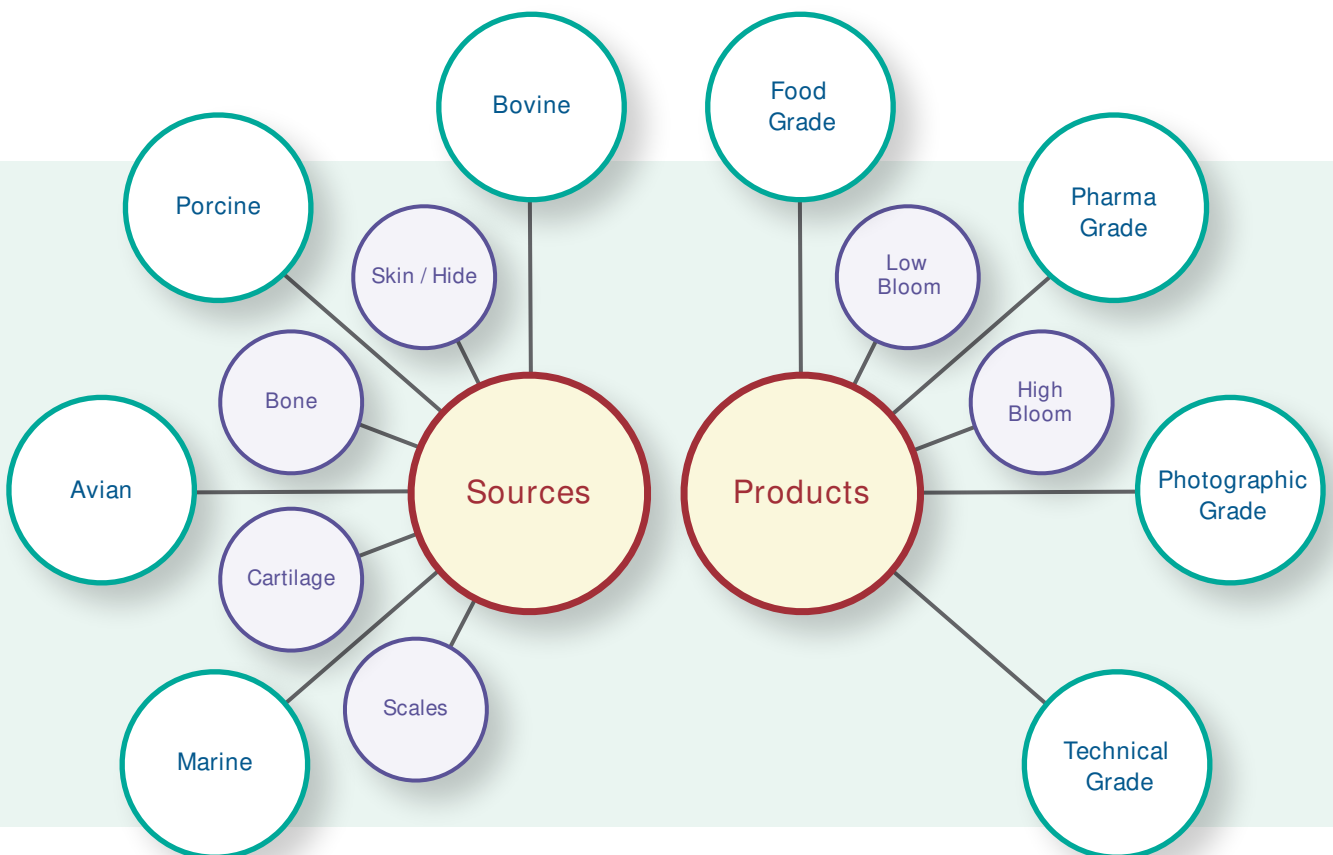 Bovine
Porcine
Skin / Hide
Bone
Avian
Sources
Cartilage
Scales
Marine
Food
Grade
Pharma
Grade
Low
Bloom
High
Bloom
Products
Photographic
Grade
Technical
Grade